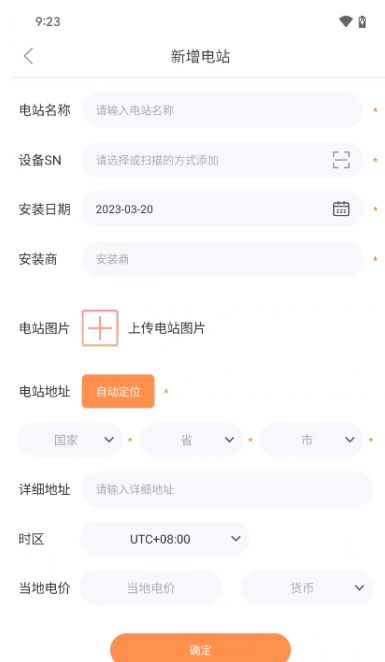 9:23
新增电站
电站名称 请输入电站名称 *
设备SN 请选择或扫描的方式添加
安装日期 2023-03-20 *
安装商 安装商 *
电站图片 上传电站图片
电站地址 自动定位 *
国家 * 省 * 市 *
详细地址 请输入详细地址
时区 UTC+08:00
当地电价 当地电价 货币
确定